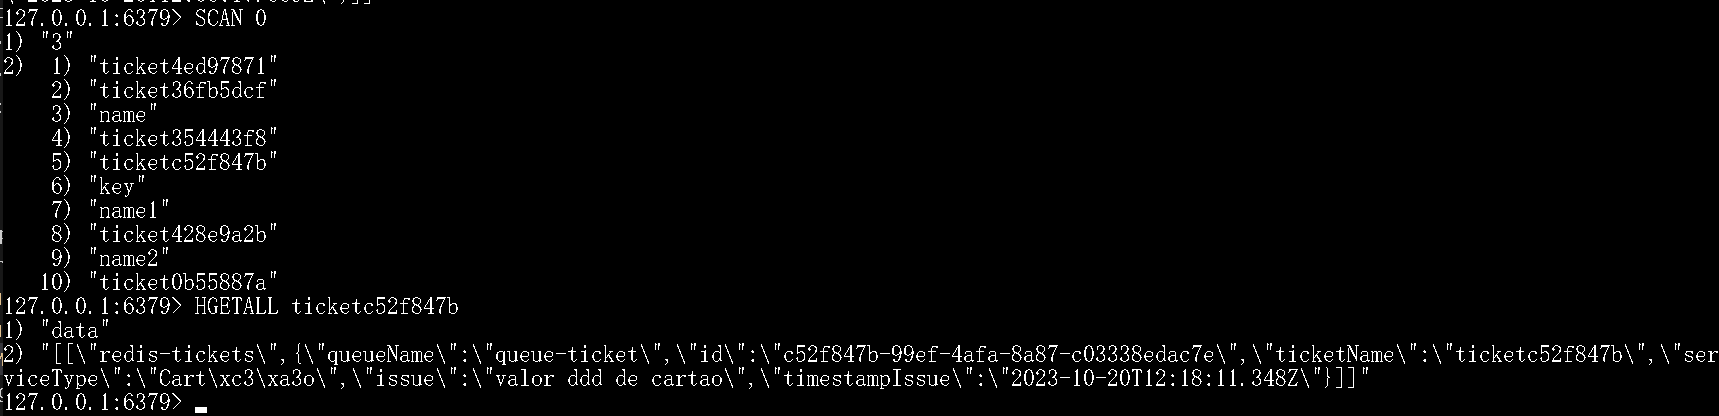 127.0.0.1:6379> SCAN 0
1) "3"
2)  1) "ticket4ed97871"
    2) "ticket36fb5dcf"
    3) "name"
    4) "ticket354443f8"
    5) "ticketc52f847b"
    6) "key"
    7) "name1"
    8) "ticket428e9a2b"
    9) "name2"
   10) "ticket0b55887a"
127.0.0.1:6379> HGETALL ticketc52f847b
1) "data"
2) "[[\"redis-tickets\",{\"queueName\":\"queue-ticket\",\"id\":\"c52f847b-99ef-4afa-8a87-c03338edac7e\",\"ticketName\":\"ticketc52f847b\",\"ser
viceType\":\"Cart\xc3\xa3o\",\"issue\":\"valor ddd de cartao\",\"timestampIssue\":\"2023-10-20T12:18:11.348Z\"}]]"
127.0.0.1:6379>